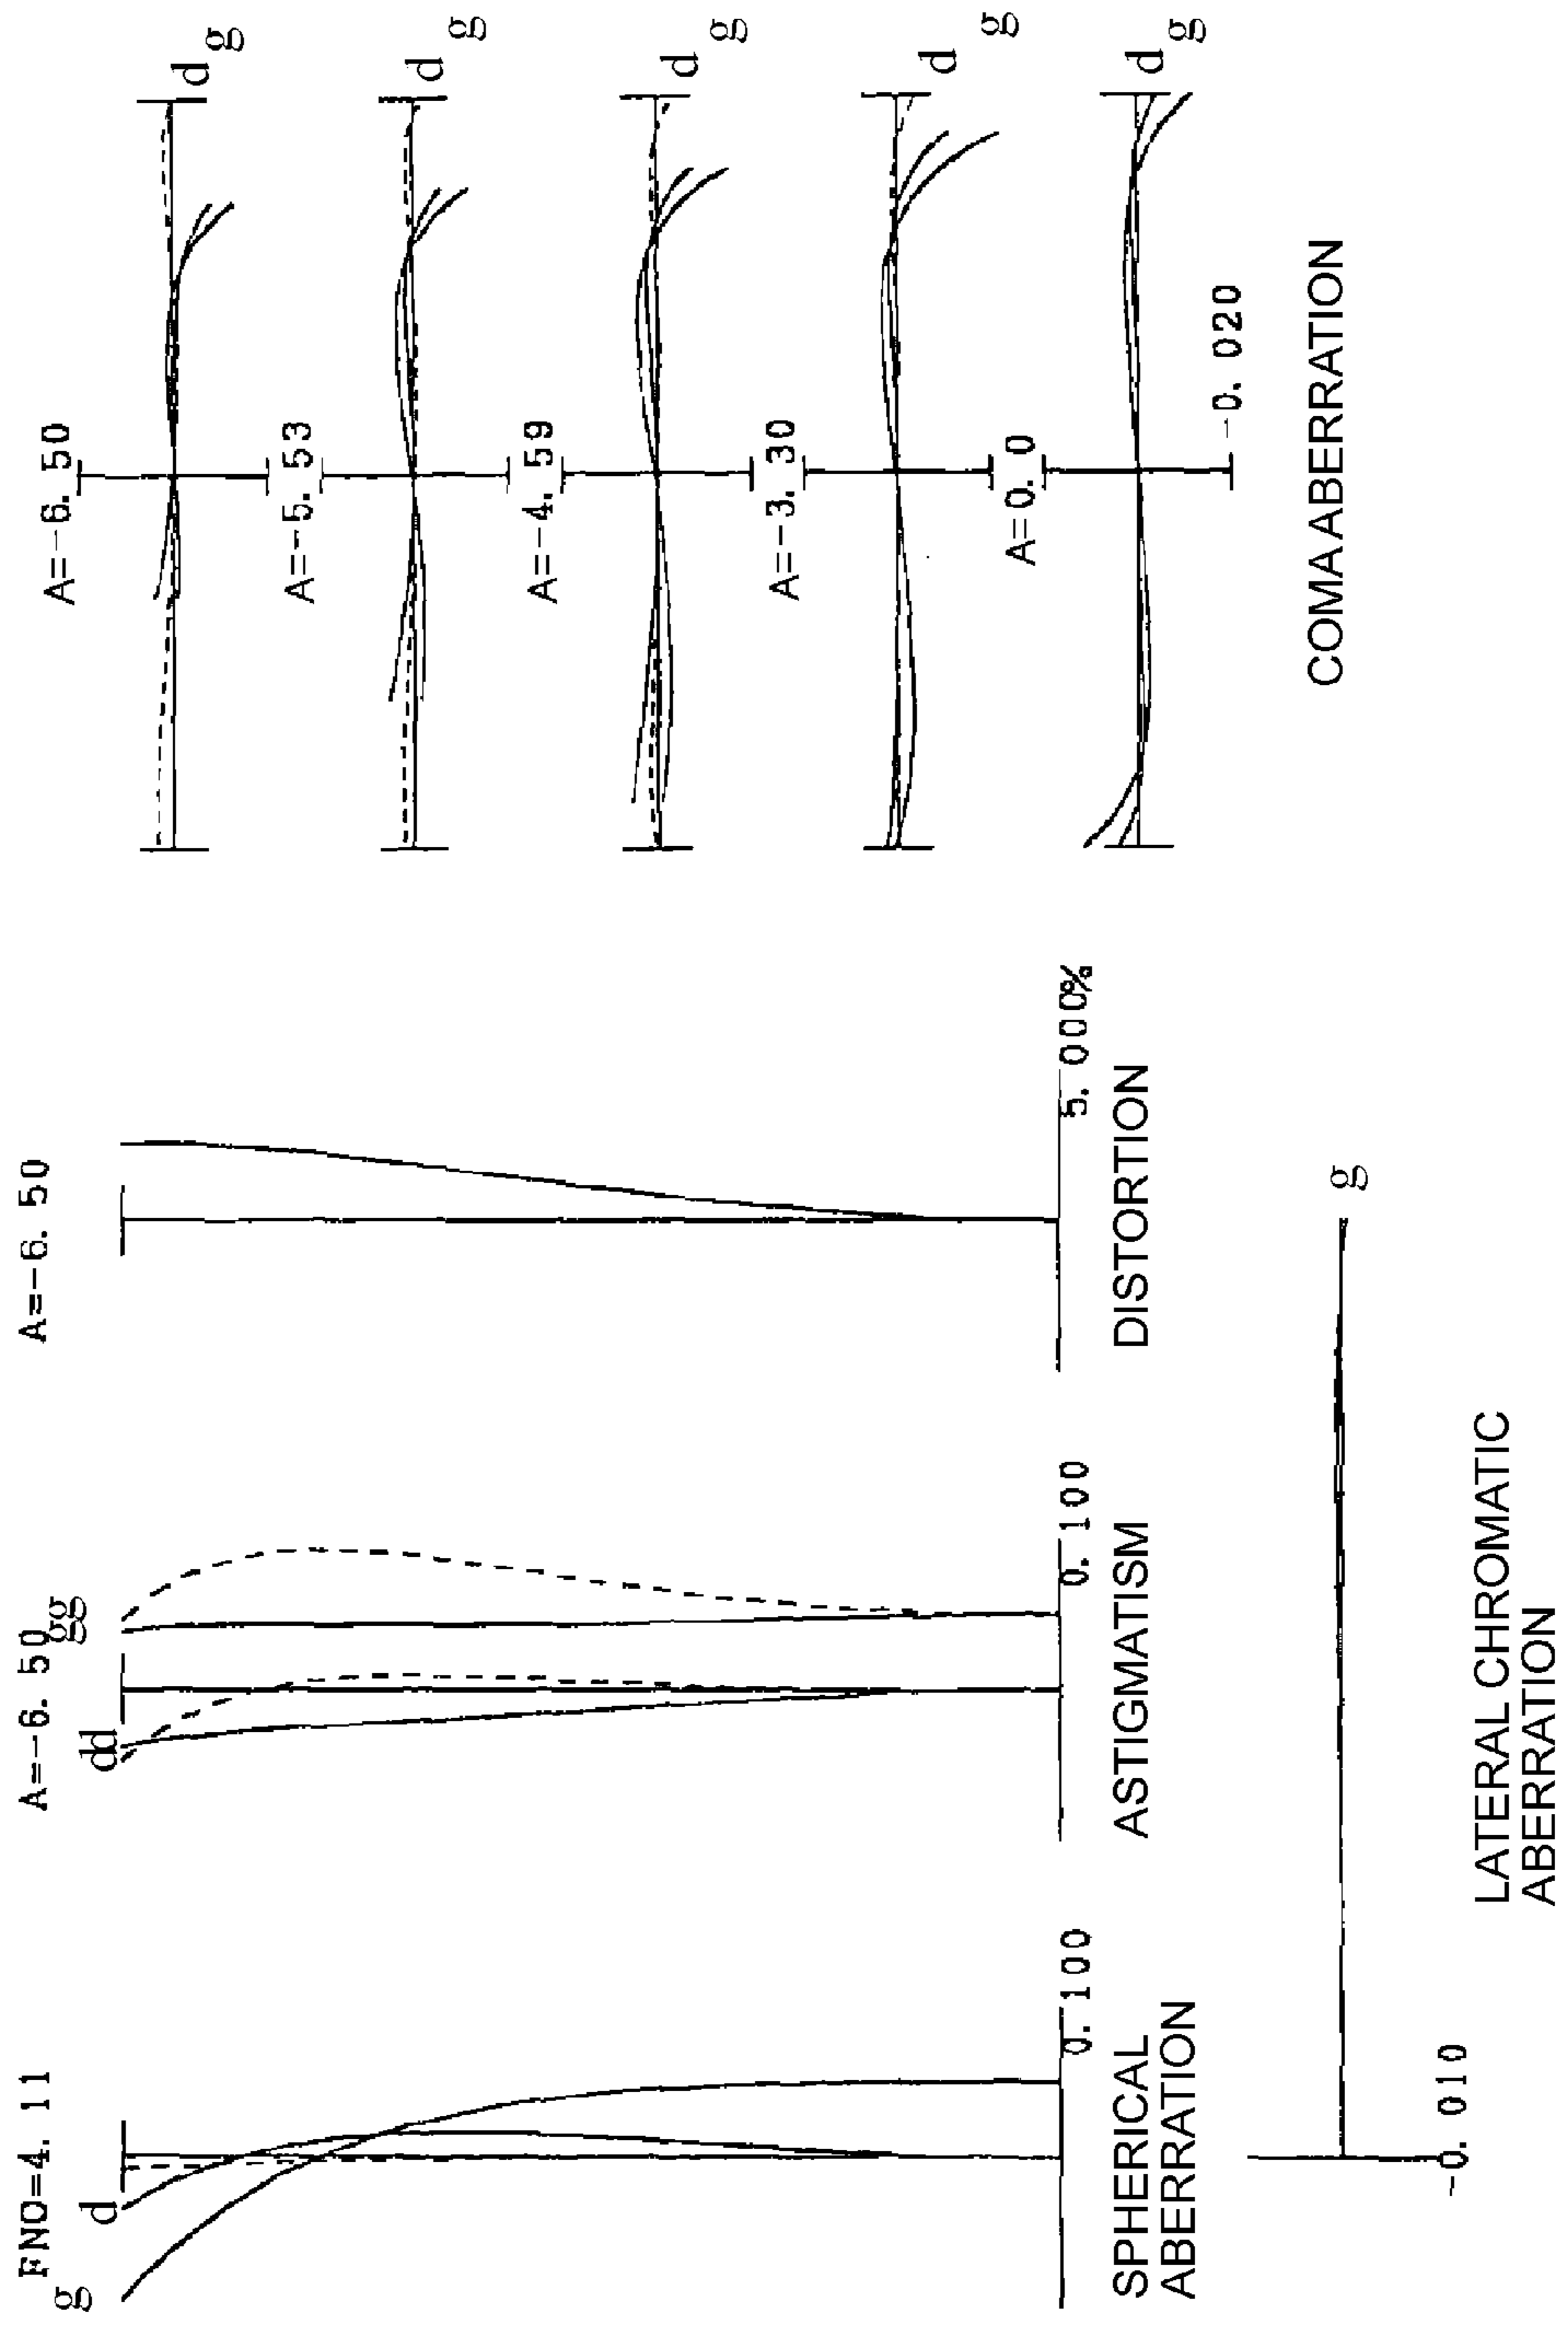 FNO=4. 11
g
d
0. 100
SPHERICAL
ABERRATION
A=-6. 50
dd
gg
0. 100
ASTIGMATISM
A=-6. 50
5. 000%
DISTORTION
g
-0. 010
LATERAL CHROMATIC
ABERRATION
A=-6. 50
d
g
A=-5. 53
d
g
A=-4. 59
d
g
A=-3. 30
d
g
A=0. 0
d
g
-0. 020
COMA ABERRATION